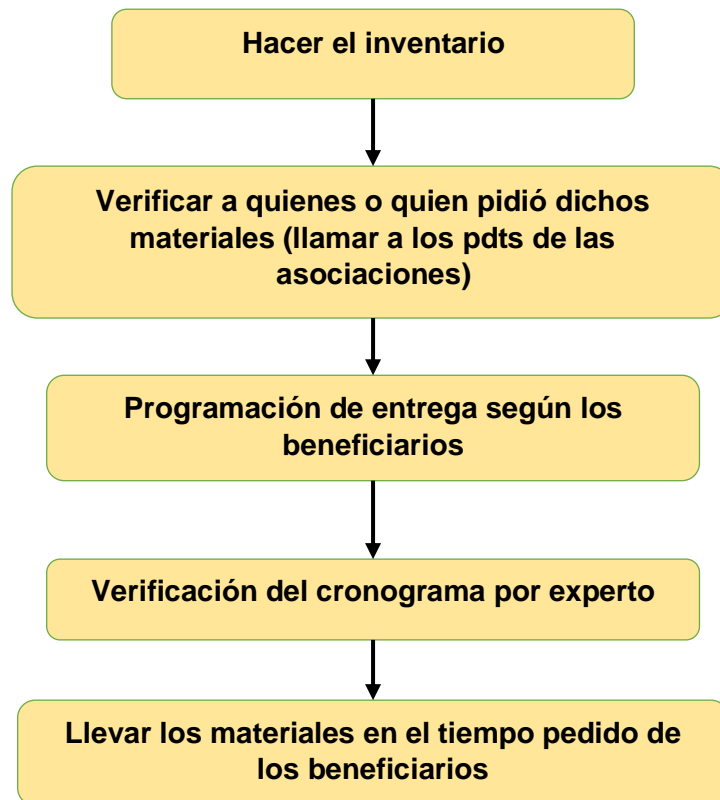 Hacer el inventario
Verificar a quienes o quien pidió dichos
materiales (llamar a los pdts de las
asociaciones)
Programación de entrega según los
beneficiarios
Verificación del cronograma por experto
Llevar los materiales en el tiempo pedido de
los beneficiarios